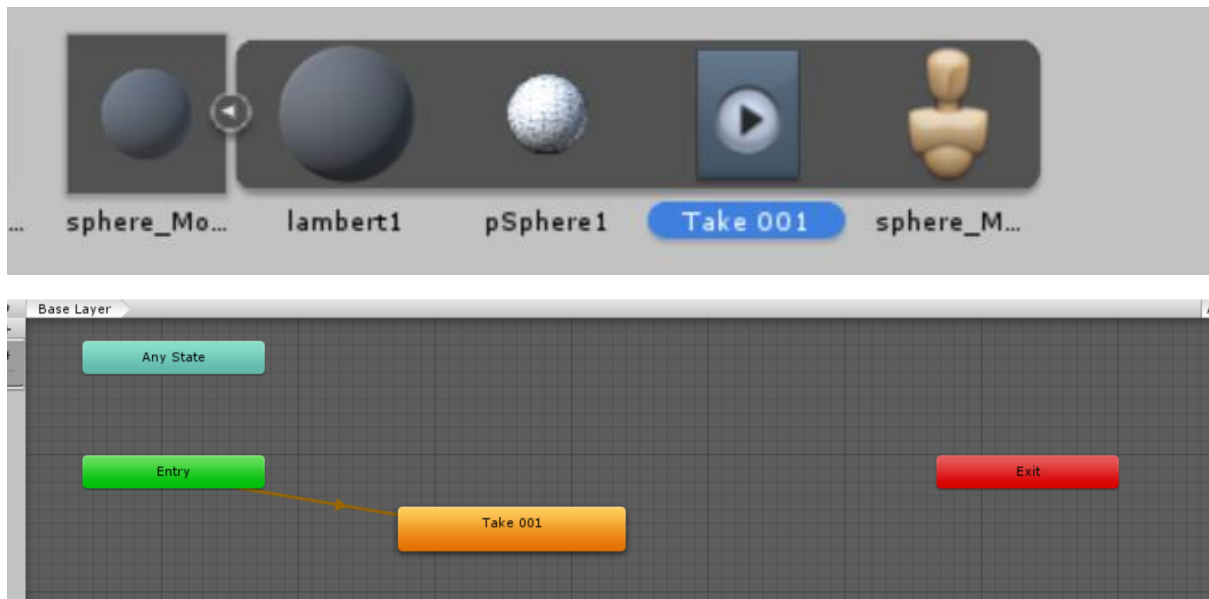 ... sphere_Mo... lambert1 pSphere1 Take 001 sphere_M...
Base Layer
Any State
Entry
Exit
Take 001